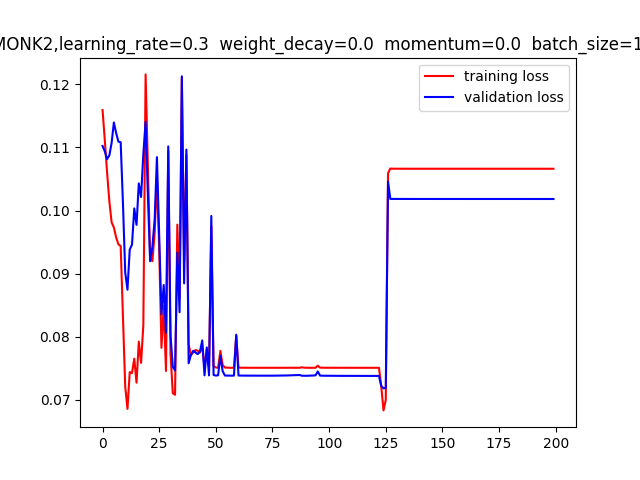 MONK2,learning_rate=0.3 weight_decay=0.0 momentum=0.0 batch_size=1
training loss
validation loss
0.12
0.11
0.10
0.09
0.08
0.07
0 25 50 75 100 125 150 175 200